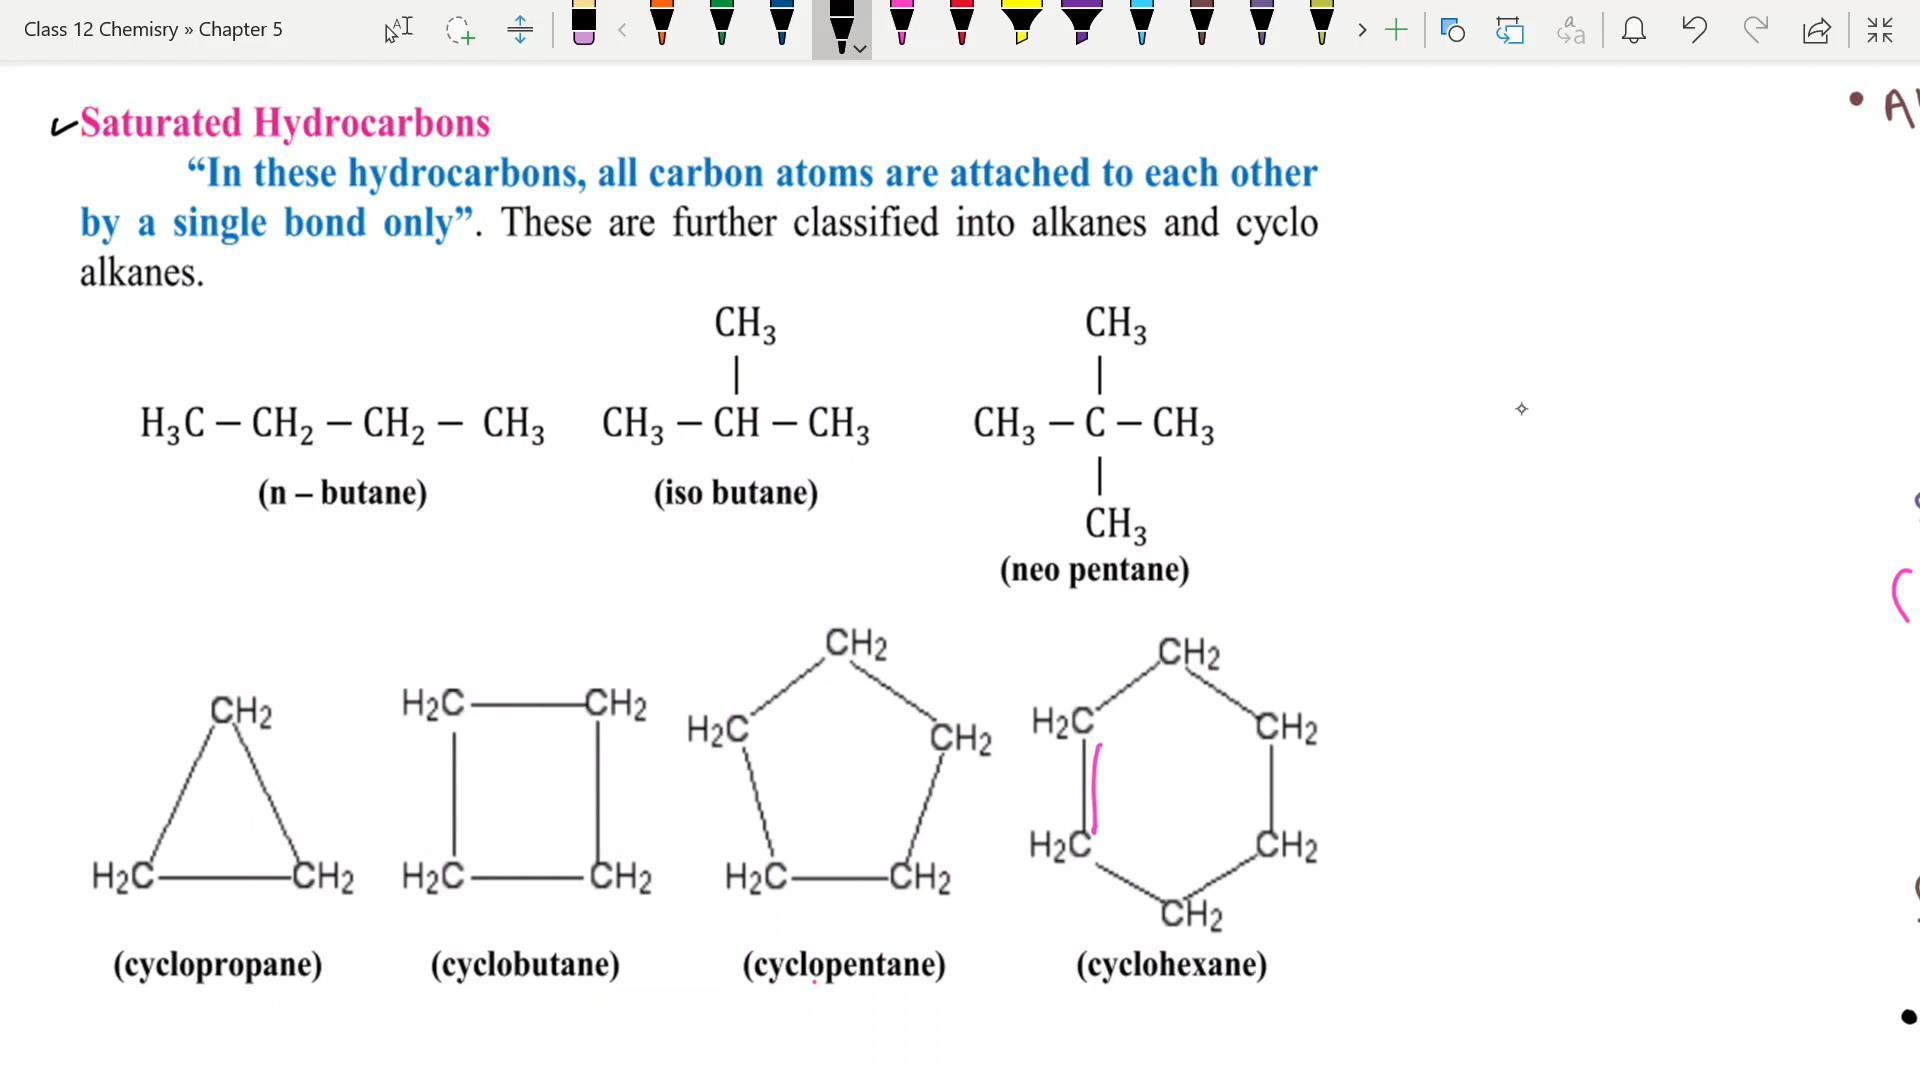 Class 12 Chemisry » Chapter 5
Saturated Hydrocarbons
“In these hydrocarbons, all carbon atoms are attached to each other
by a single bond only”. These are further classified into alkanes and cyclo
alkanes.
CH₃ CH₃
| |
H₃C – CH₂ – CH₂ – CH₃ CH₃ – CH – CH₃ CH₃ – C – CH₃
(n – butane) (iso butane) |
CH₃
(neo pentane)
CH2 CH2
CH2 H2C CH2 H2C CH2 H2C CH2
H2C CH2 H2C CH2 H2C CH2 H2C CH2
CH2
(cyclopropane) (cyclobutane) (cyclopentane) (cyclohexane)